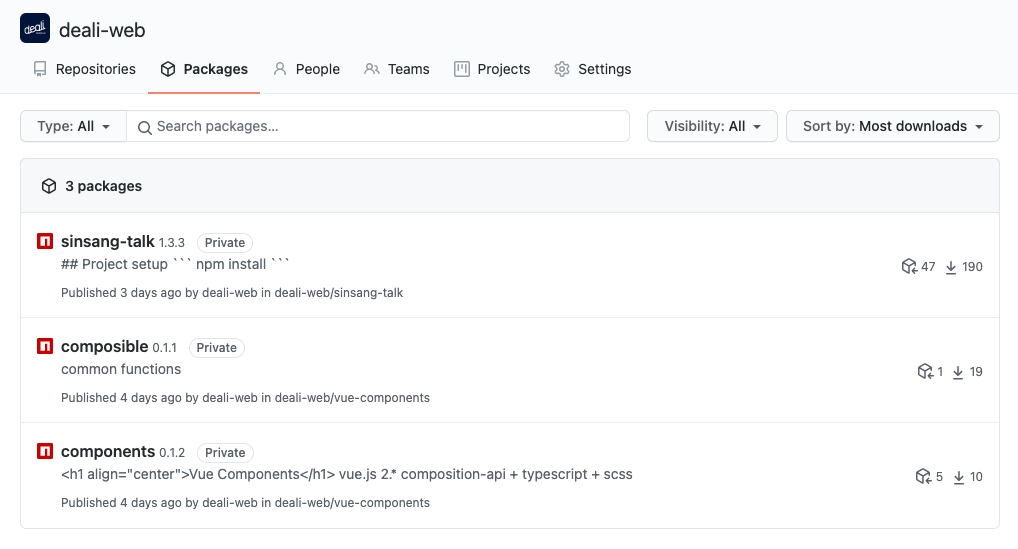 deali
deali-web
Repositories Packages People Teams Projects Settings
Type: All Search packages... Visibility: All Sort by: Most downloads
3 packages
sinsang-talk 1.3.3 Private
## Project setup ``` npm install ```
47 190
Published 3 days ago by deali-web in deali-web/sinsang-talk
composible 0.1.1 Private
common functions
1 19
Published 4 days ago by deali-web in deali-web/vue-components
components 0.1.2 Private
<h1 align="center">Vue Components</h1> vue.js 2.* composition-api + typescript + scss
5 10
Published 4 days ago by deali-web in deali-web/vue-components